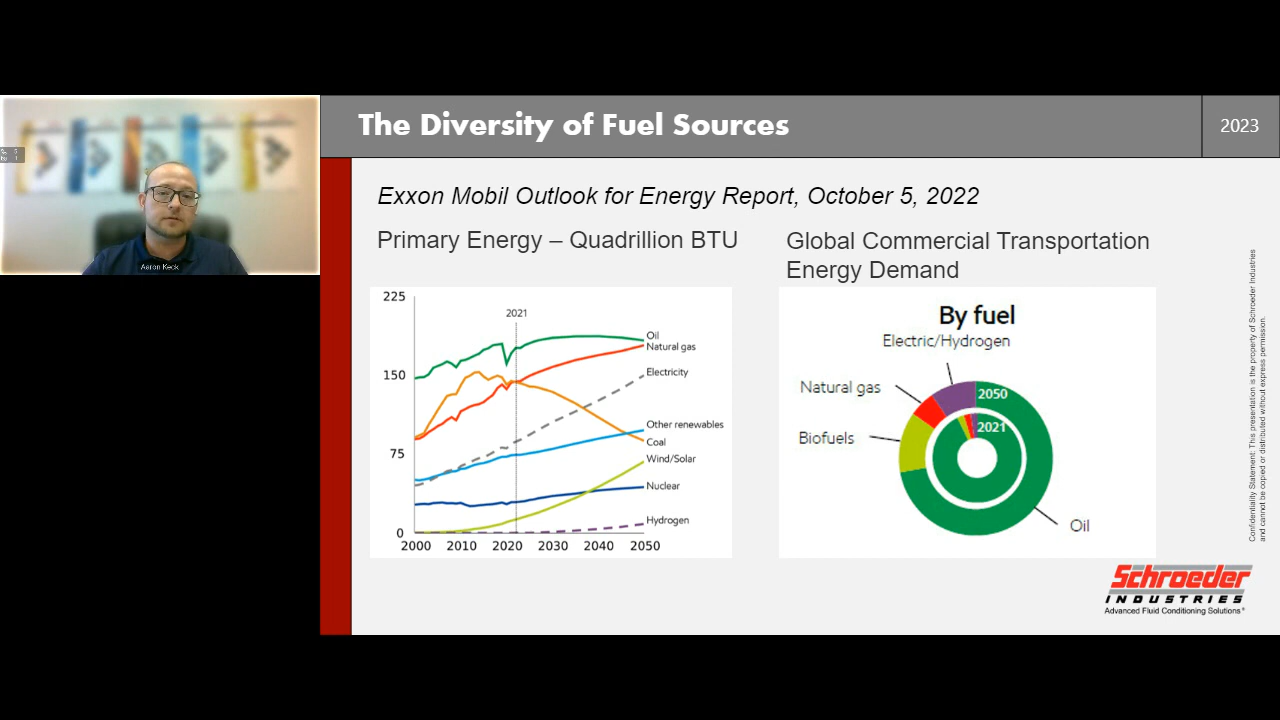 The Diversity of Fuel Sources
2023
Aaron Keck
Exxon Mobil Outlook for Energy Report, October 5, 2022
Primary Energy – Quadrillion BTU
225
150
75
0
2021
Oil
Natural gas
Electricity
Other renewables
Coal
Wind/Solar
Nuclear
Hydrogen
2000 2010 2020 2030 2040 2050
Global Commercial Transportation
Energy Demand
By fuel
Electric/Hydrogen
Natural gas
Biofuels
2050
2021
Oil
Confidentiality Statement: This presentation is the property of Schroeder Industries
and cannot be copied or distributed without express permission.
Schroeder
INDUSTRIES
Advanced Fluid Conditioning Solutions®